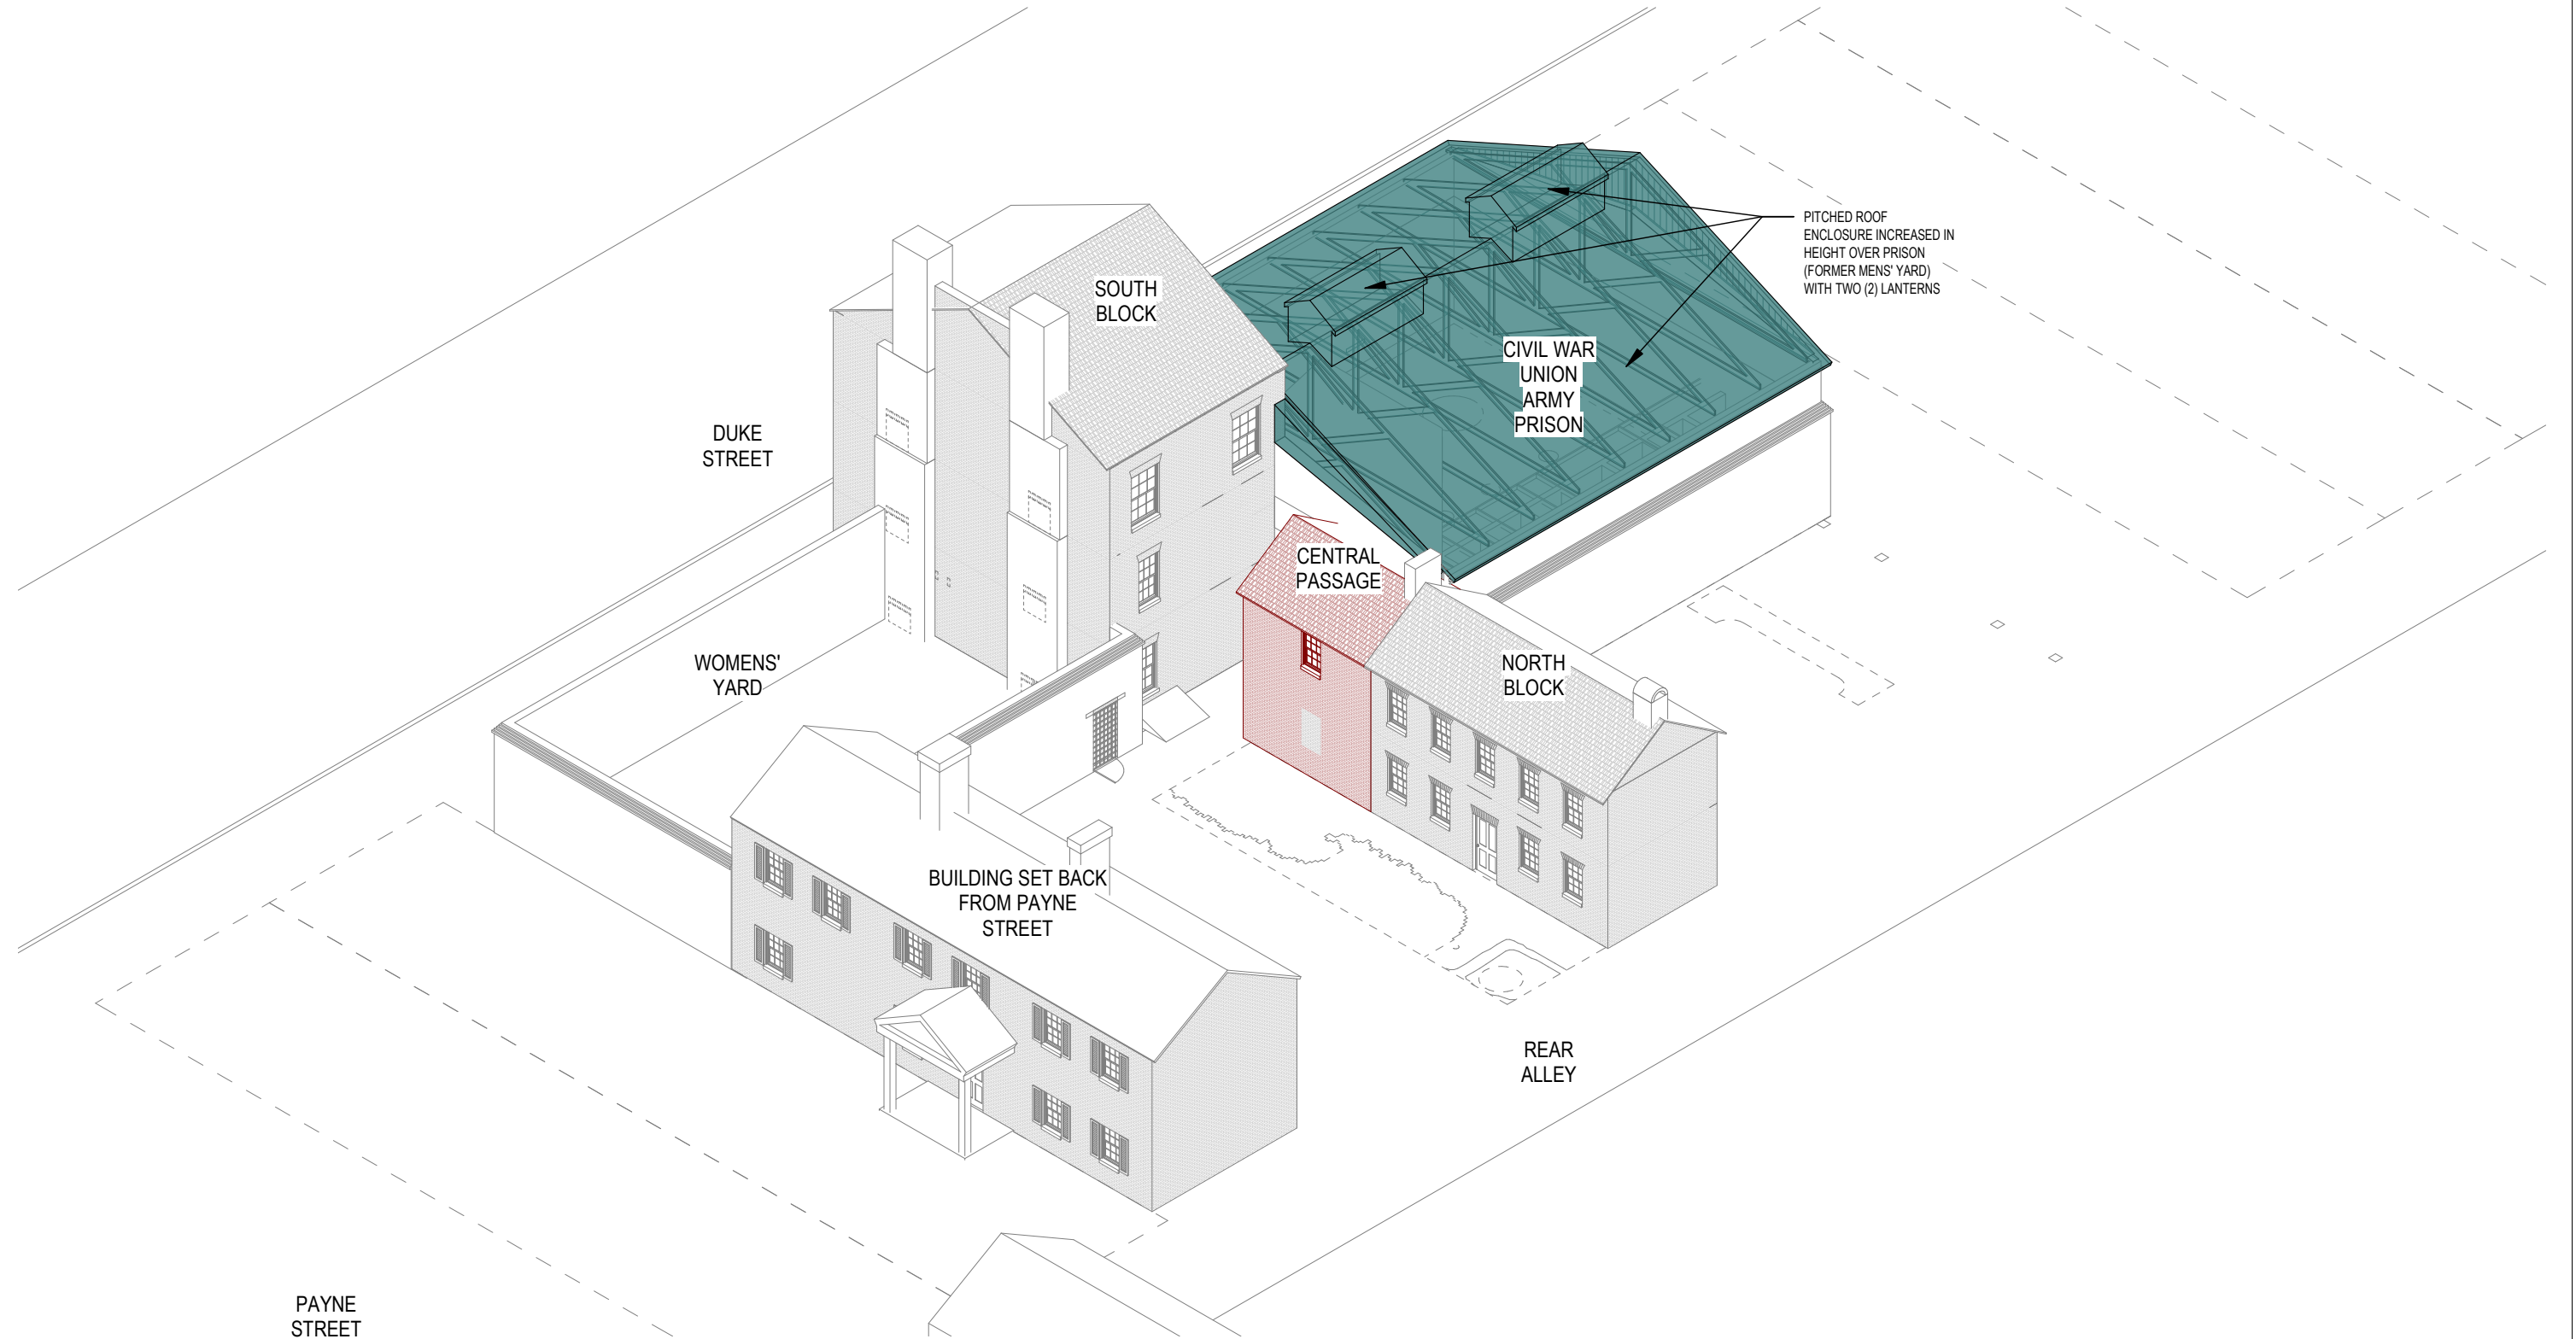 PITCHED ROOF
ENCLOSURE INCREASED IN
HEIGHT OVER PRISON
(FORMER MENS' YARD)
WITH TWO (2) LANTERNS
SOUTH
BLOCK
CIVIL WAR
UNION
ARMY
PRISON
DUKE
STREET
CENTRAL
PASSAGE
WOMENS'
YARD
NORTH
BLOCK
BUILDING SET BACK
FROM PAYNE
STREET
REAR
ALLEY
PAYNE
STREET